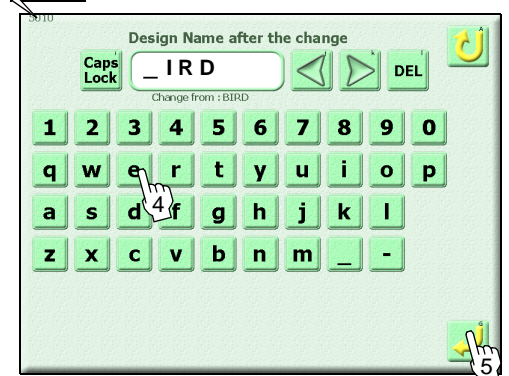 5010
Design Name after the change
Caps Lock
_ I R D
DEL
Change from : BIRD
1 2 3 4 5 6 7 8 9 0
q w e r t y u i o p
a s d f g h j k l
z x c v b n m _ -
4
5